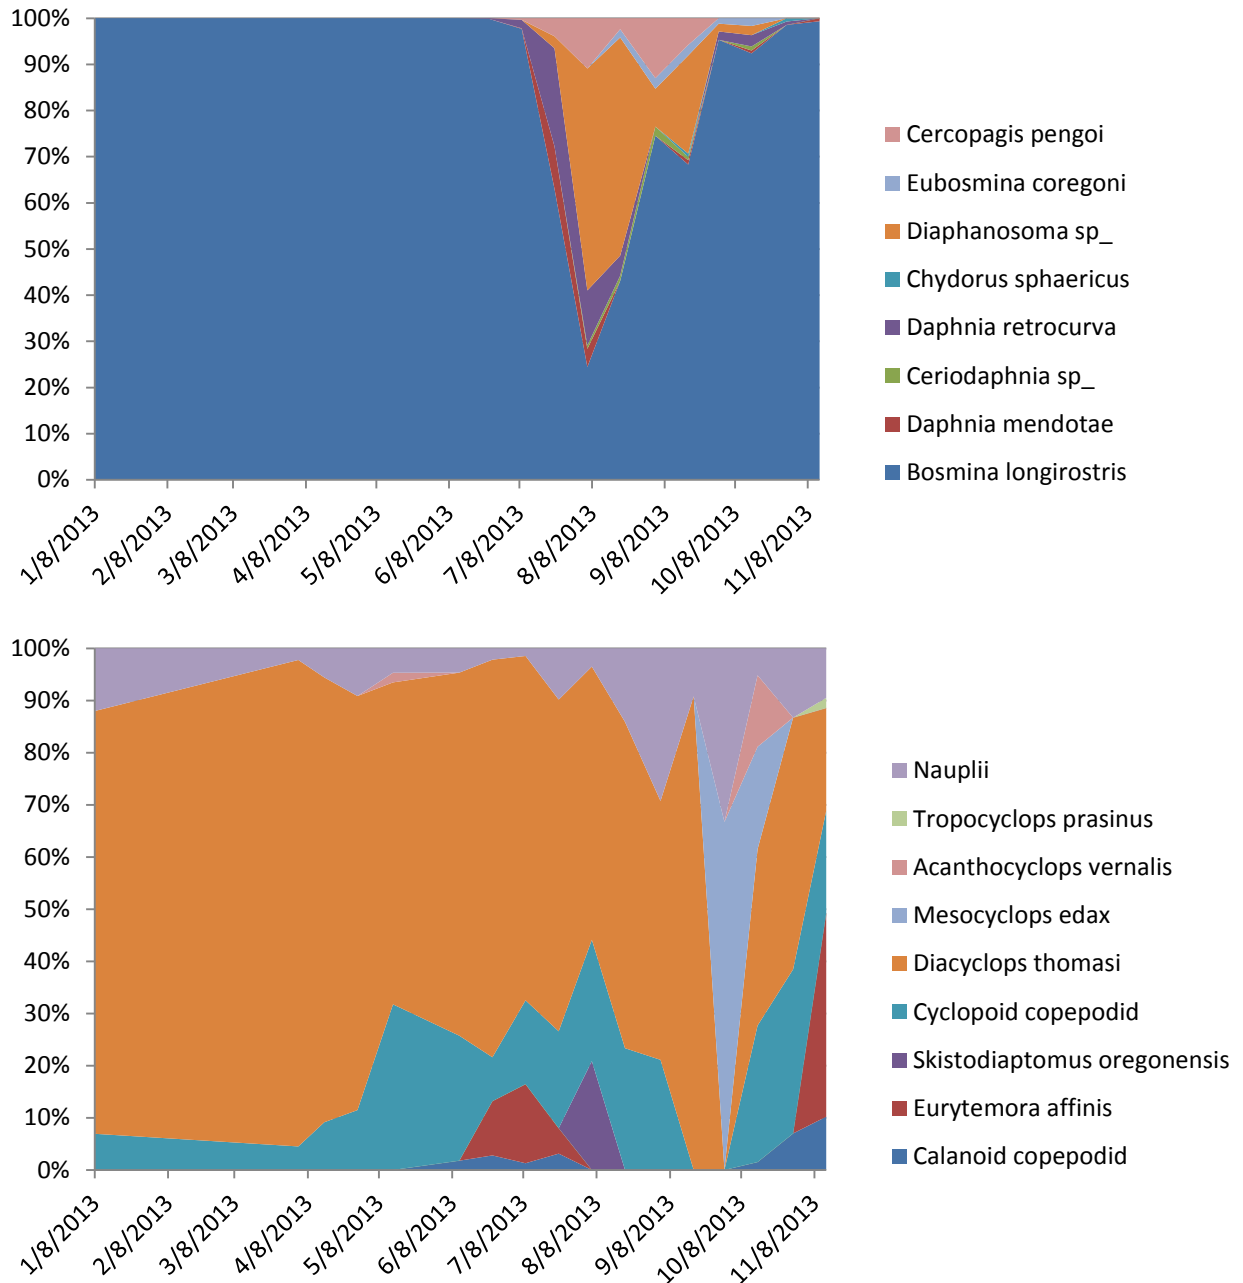 100%
90%
80%
70%
60%
50%
40%
30%
20%
10%
0%
1/8/2013
2/8/2013
3/8/2013
4/8/2013
5/8/2013
6/8/2013
7/8/2013
8/8/2013
9/8/2013
10/8/2013
11/8/2013
Cercopagis pengoi
Eubosmina coregoni
Diaphanosoma sp_
Chydorus sphaericus
Daphnia retrocurva
Ceriodaphnia sp_
Daphnia mendotae
Bosmina longirostris
100%
90%
80%
70%
60%
50%
40%
30%
20%
10%
0%
1/8/2013
2/8/2013
3/8/2013
4/8/2013
5/8/2013
6/8/2013
7/8/2013
8/8/2013
9/8/2013
10/8/2013
11/8/2013
Nauplii
Tropocyclops prasinus
Acanthocyclops vernalis
Mesocyclops edax
Diacyclops thomasi
Cyclopoid copepodid
Skistodiaptomus oregonensis
Eurytemora affinis
Calanoid copepodid